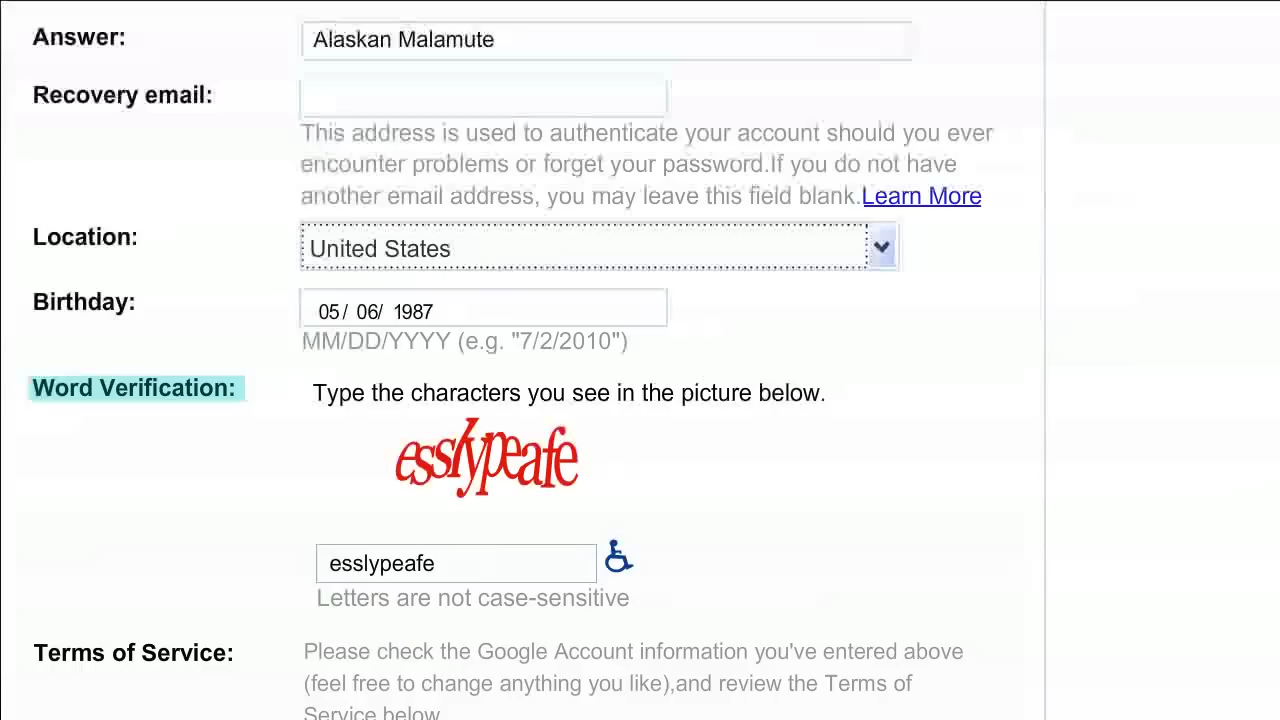 Answer:
Alaskan Malamute
Recovery email:
This address is used to authenticate your account should you ever
encounter problems or forget your password.If you do not have
another email address, you may leave this field blank.Learn More
Location:
United States
Birthday:
05/ 06/ 1987
MM/DD/YYYY (e.g. "7/2/2010")
Word Verification:
Type the characters you see in the picture below.
esslypeafe
esslypeafe
Letters are not case-sensitive
Terms of Service:
Please check the Google Account information you've entered above
(feel free to change anything you like),and review the Terms of
Service below